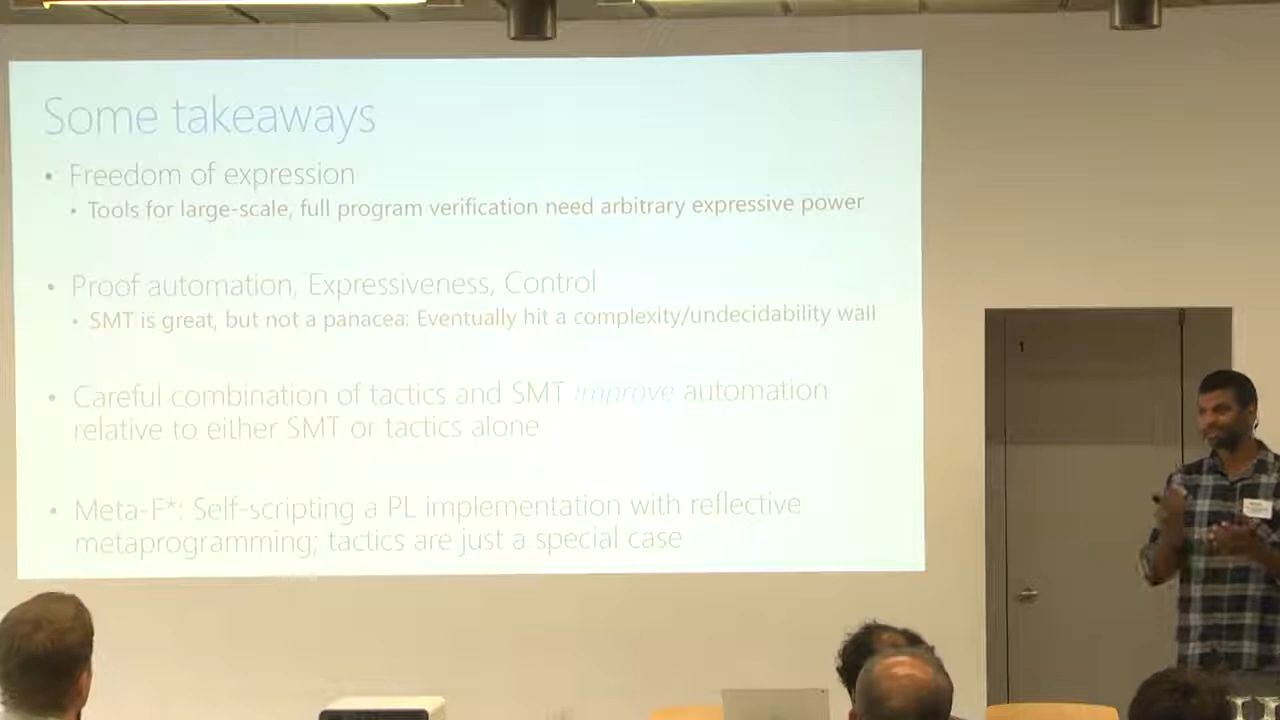 Some takeaways
• Freedom of expression
• Tools for large-scale, full program verification need arbitrary expressive power
• Proof automation, Expressiveness, Control
• SMT is great, but not a panacea: Eventually hit a complexity/undecidability wall
• Careful combination of tactics and SMT improve automation
relative to either SMT or tactics alone
• Meta-F*: Self-scripting a PL implementation with reflective
metaprogramming; tactics are just a special case
1